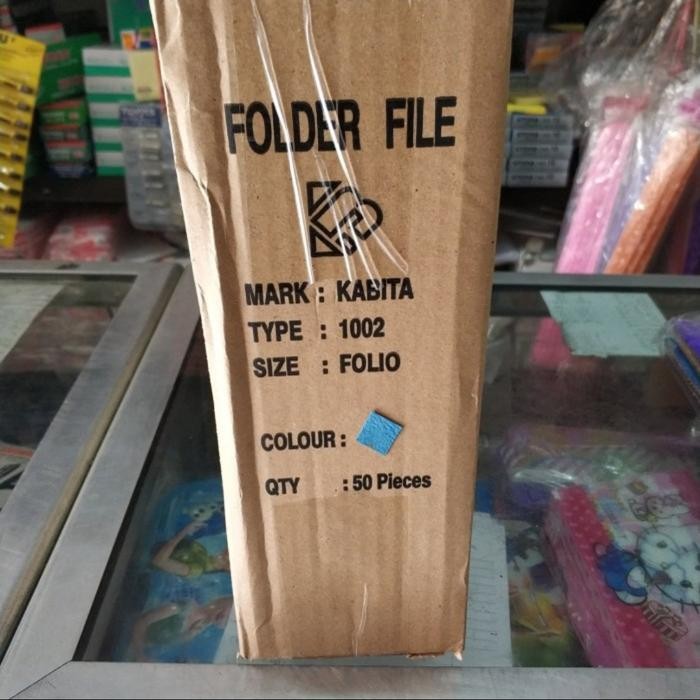 FOLDER FILE
MARK : KABITA
TYPE : 1002
SIZE : FOLIO
COLOUR :
QTY : 50 Pieces